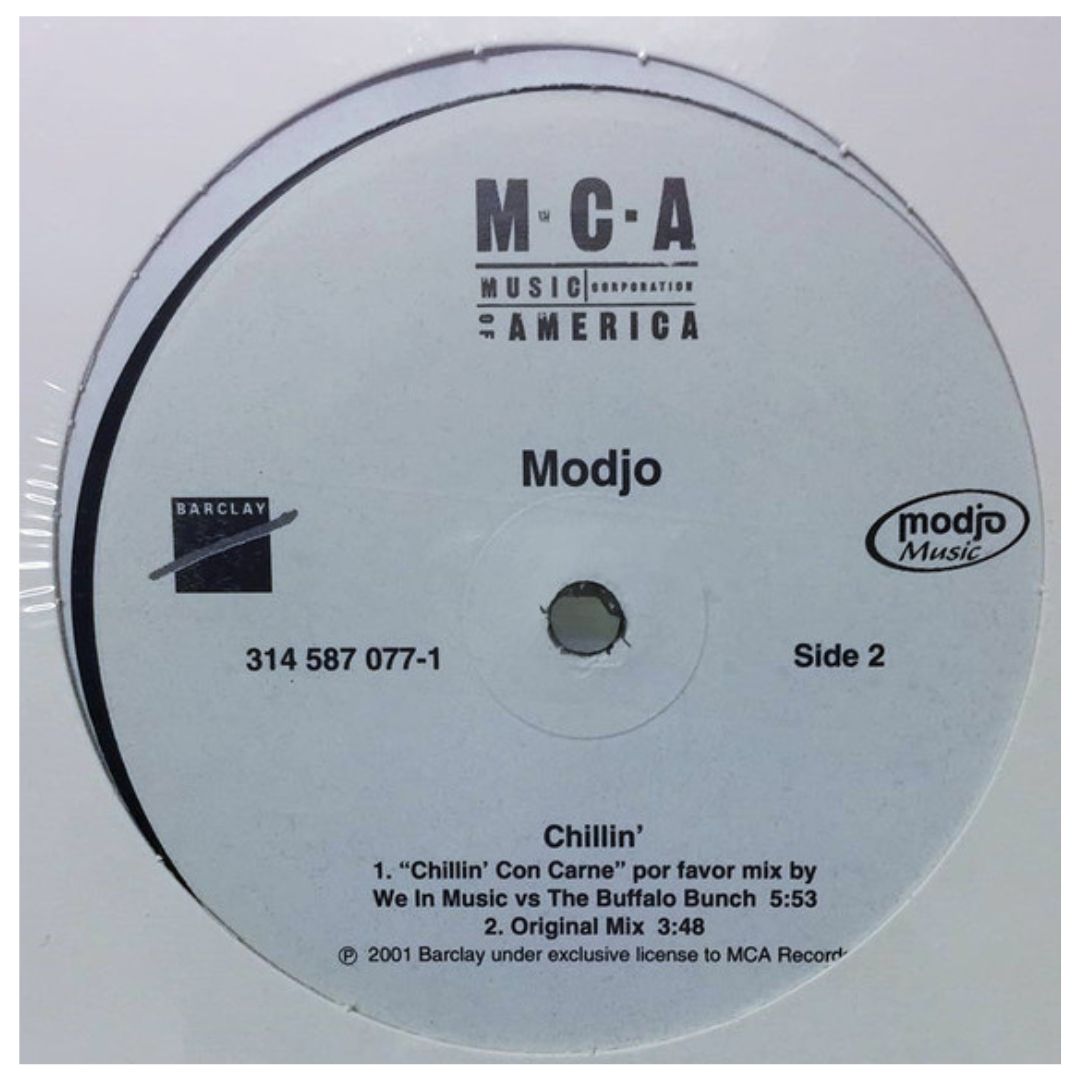 M·C·A
MUSIC CORPORATION
OF AMERICA
Modjo
BARCLAY
modjo
Music
314 587 077-1
Side 2
Chillin’
1. “Chillin’ Con Carne” por favor mix by
We In Music vs The Buffalo Bunch 5:53
2. Original Mix 3:48
℗ 2001 Barclay under exclusive license to MCA Record